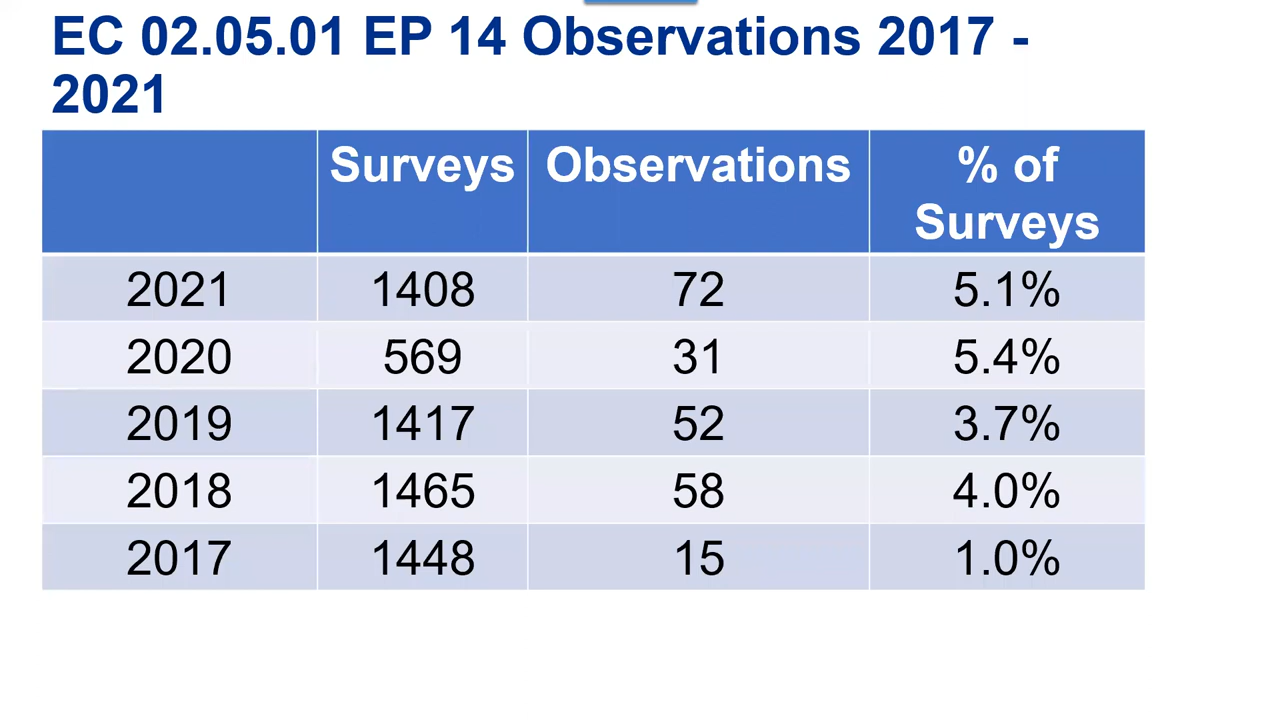 EC 02.05.01 EP 14 Observations 2017 -
2021
Surveys Observations % of
Surveys
2021 1408 72 5.1%
2020 569 31 5.4%
2019 1417 52 3.7%
2018 1465 58 4.0%
2017 1448 15 1.0%